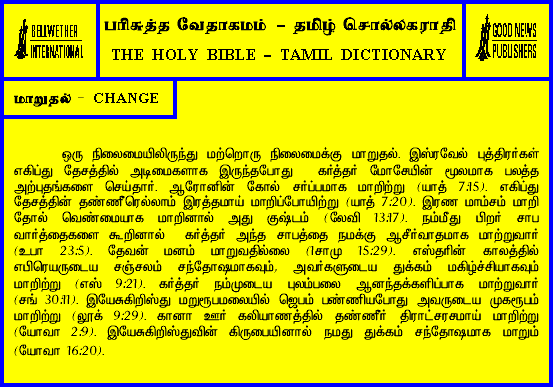 BELLWETHER
INTERNATIONAL
பரிசுத்த வேதாகமம் - தமிழ் சொல்லகராதி
THE HOLY BIBLE - TAMIL DICTIONARY
GOOD NEWS
PUBLISHERS
மாறுதல் - CHANGE
ஒரு நிலைமையிலிருந்து மற்றொரு நிலைமைக்கு மாறுதல். இஸ்ரவேல் புத்திரர்கள்
எகிப்து தேசத்தில் அடிமைகளாக இருந்தபோது கர்த்தர் மோசேயின் மூலமாக பலத்த
அற்புதங்களை செய்தார். ஆரோனின் கோல் சர்ப்பமாக மாறிற்று (யாத் 7:15). எகிப்து
தேசத்தின் தண்ணீரெல்லாம் இரத்தமாய் மாறிப்போயிற்று (யாத் 7:20). இரண மாம்சம் மாறி
தோல் வெண்மையாக மாறினால் அது குஷ்டம் (லேவி 13:17). நம்மீது பிறர் சாப
வார்த்தைகளை கூறினால் கர்த்தர் அந்த சாபத்தை நமக்கு ஆசீர்வாதமாக மாற்றுவார்
(உபா 23:5). தேவன் மனம் மாறுவதில்லை (1சாமு 15:29). எஸ்தரின் காலத்தில்
எபிரெயருடைய சஞ்சலம் சந்தோஷமாகவும், அவர்களுடைய துக்கம் மகிழ்ச்சியாகவும்
மாறிற்று (எஸ் 9:21). கர்த்தர் நம்முடைய புலம்பலை ஆனந்தக்களிப்பாக மாற்றுவார்
(சங் 30:11). இயேசுகிறிஸ்து மறுரூபமலையில் ஜெபம் பண்ணியபோது அவருடைய முகரூபம்
மாறிற்று (லூக் 9:29). கானா ஊர் கலியாணத்தில் தண்ணீர் திராட்சரசமாய் மாறிற்று
(யோவா 2:9). இயேசுகிறிஸ்துவின் கிருபையினால் நமது துக்கம் சந்தோஷமாக மாறும்
(யோவா 16:20).